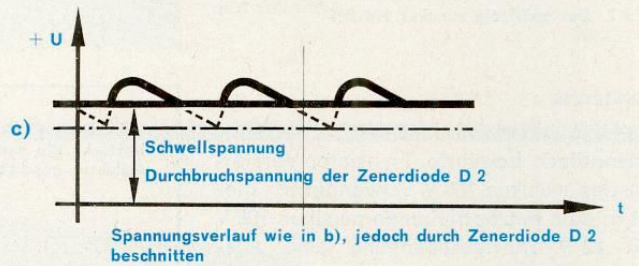 + U
c)
Schwellspannung
Durchbruchspannung der Zenerdiode D 2
t
Spannungsverlauf wie in b), jedoch durch Zenerdiode D 2
beschnitten